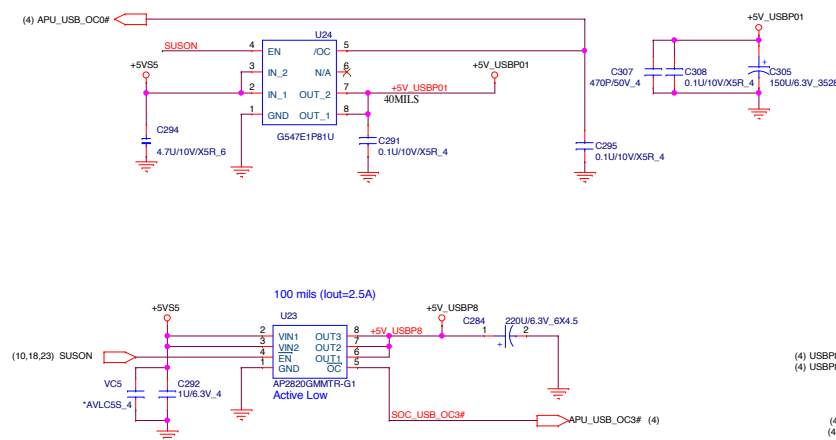 (4) APU_USB_OC0#
U24
SUSON
4 EN /OC 5
+5VS5
3 IN_2 N/A 6
2 IN_1 OUT_2 7
+5V_USBP01
+5V_USBP01
40MILS
1 GND OUT_1 8
G547E1P81U
C294
4.7U/10V/X5R_6
C291
0.1U/10V/X5R_4
C295
0.1U/10V/X5R_4
+5V_USBP01
C307
470P/50V_4
C308
0.1U/10V/X5R_4
C305
150U/6.3V_3528
+
100 mils (Iout=2.5A)
+5VS5
U23
+5V_USBP8
C284
220U/6.3V_6X4.5
1 2
+
2 VIN1 OUT3 8
+5V_USBP8
3 VIN2 OUT2 7
(10,18,23) SUSON
4 EN OUT1 6
1 GND OC 5
AP2820GMMTR-G1
Active Low
VC5
*AVLC5S_4
C292
1U/6.3V_4
SOC_USB_OC3#
APU_USB_OC3# (4)
(4) USBP
(4) USBP
(4
(4